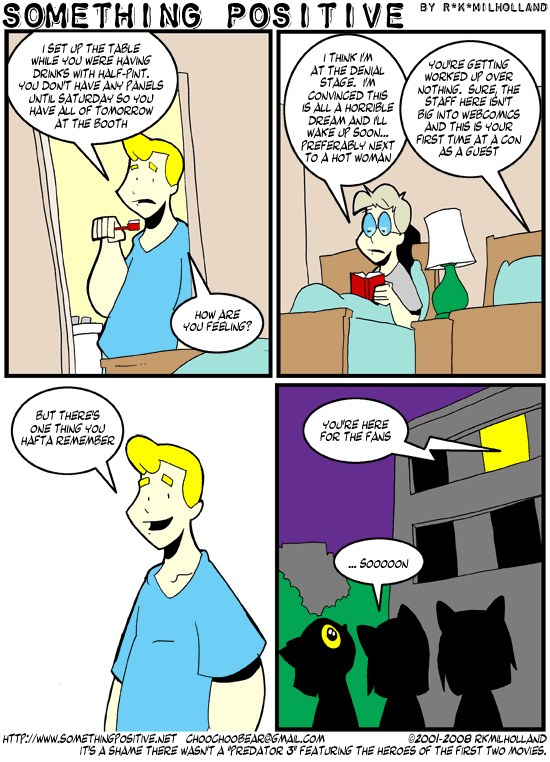 SOMETHING POSITIVE BY R*K*MILHOLLAND
I SET UP THE TABLE
WHILE YOU WERE HAVING
DRINKS WITH HALF-PINT.
YOU DON'T HAVE ANY PANELS
UNTIL SATURDAY SO YOU
HAVE ALL OF TOMORROW
AT THE BOOTH
HOW ARE
YOU FEELING?
I THINK I'M
AT THE DENIAL
STAGE. I'M
CONVINCED THIS
IS ALL A HORRIBLE
DREAM AND I'LL
WAKE UP SOON...
PREFERABLY NEXT
TO A HOT WOMAN
YOU'RE GETTING
WORKED UP OVER
NOTHING. SURE, THE
STAFF HERE ISN'T
BIG INTO WEBCOMICS
AND THIS IS YOUR
FIRST TIME AT A CON
AS A GUEST
BUT THERE'S
ONE THING YOU
HAFTA REMEMBER
YOU'RE HERE
FOR THE FANS
... SOOOOON
HTTP://WWW.SOMETHINGPOSITIVE.NET CHOOCHOOBEAR@GMAIL.COM ©2001-2008 RKMILHOLLAND
IT'S A SHAME THERE WASN'T A "PREDATOR 3" FEATURING THE HEROES OF THE FIRST TWO MOVIES.